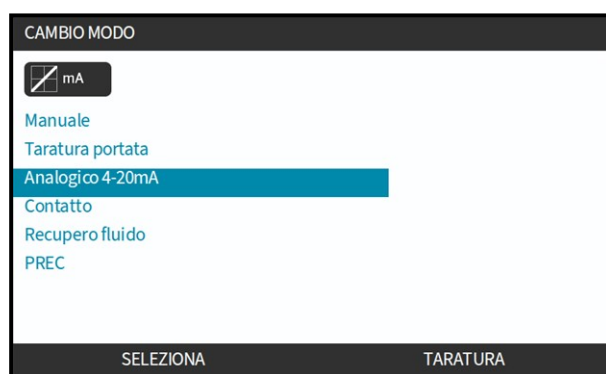 CAMBIO MODO
mA
Manuale
Taratura portata
Analogico 4-20mA
Contatto
Recupero fluido
PREC
SELEZIONA TARATURA